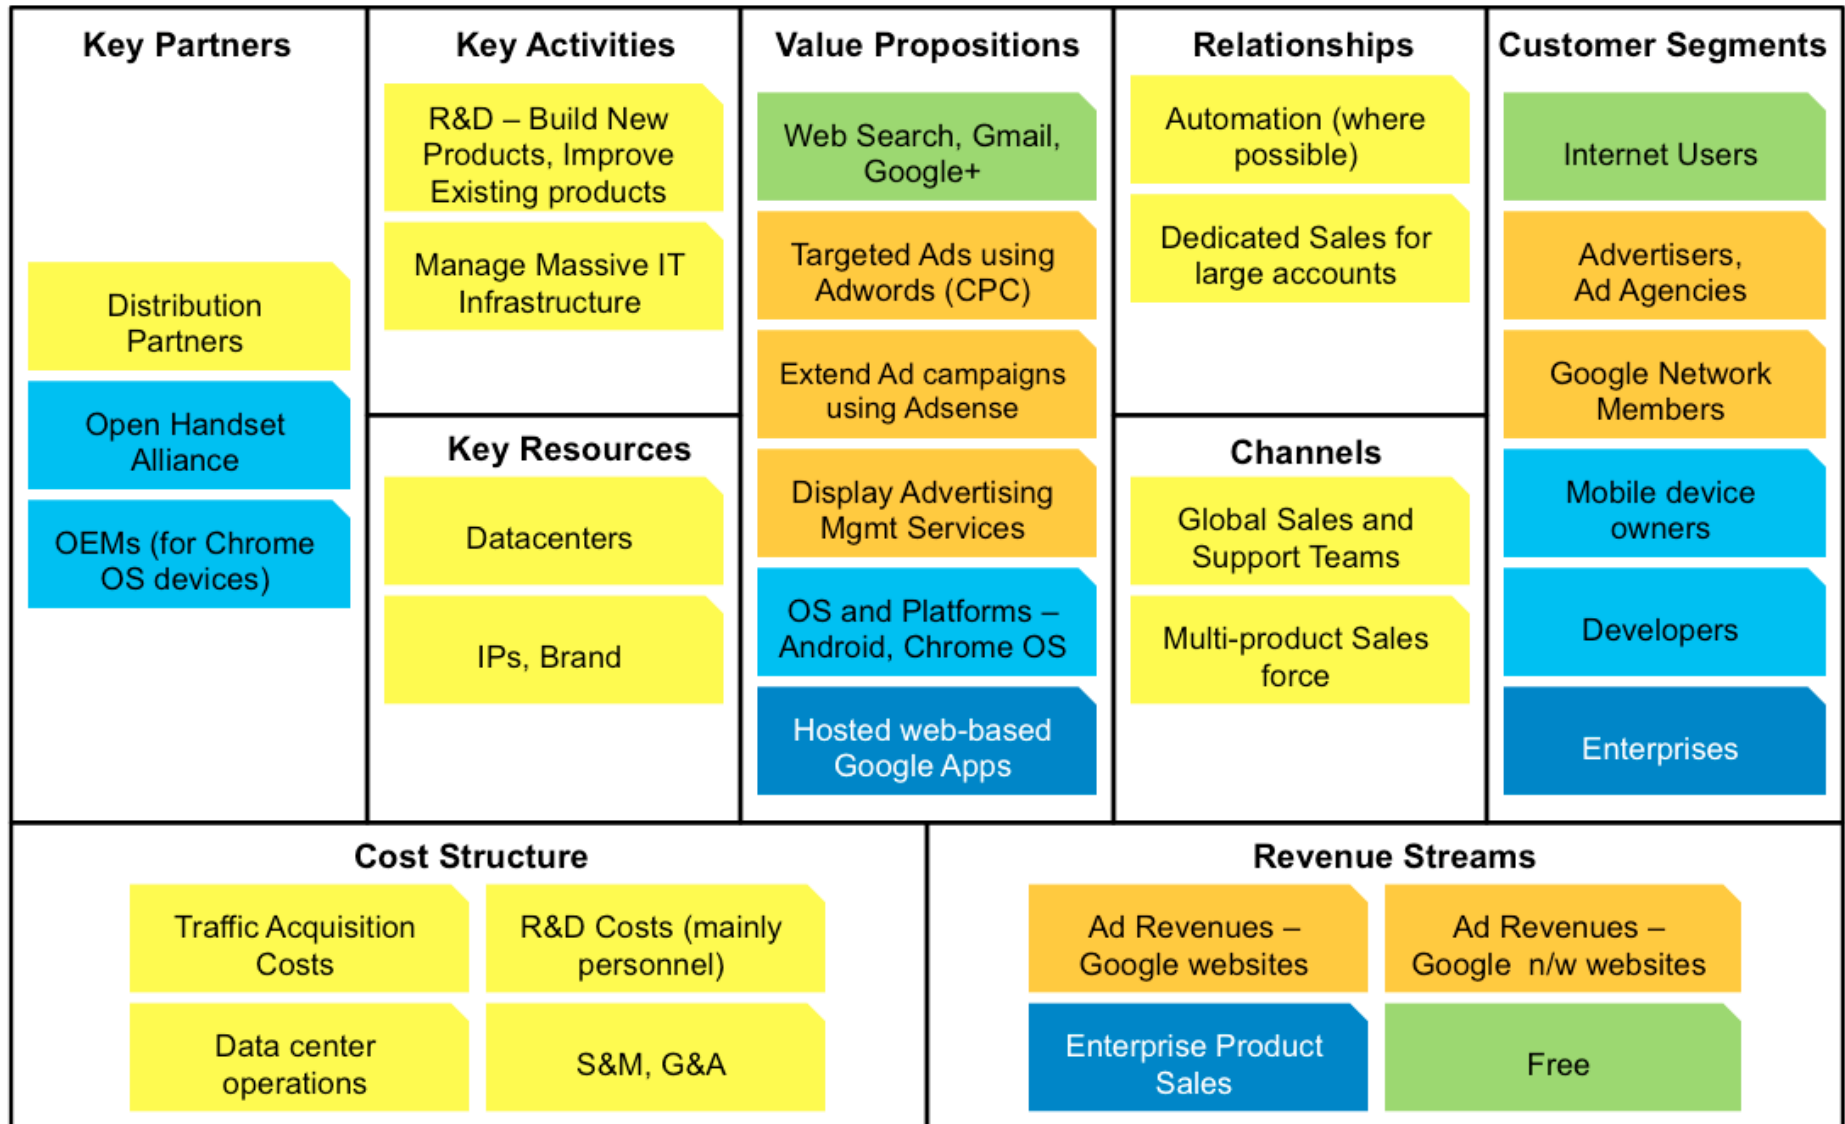 Key Partners
Distribution
Partners
Open Handset
Alliance
OEMs (for Chrome
OS devices)
Key Activities
R&D – Build New
Products, Improve
Existing products
Manage Massive IT
Infrastructure
Key Resources
Datacenters
IPs, Brand
Value Propositions
Web Search, Gmail,
Google+
Targeted Ads using
Adwords (CPC)
Extend Ad campaigns
using Adsense
Display Advertising
Mgmt Services
OS and Platforms –
Android, Chrome OS
Hosted web-based
Google Apps
Relationships
Automation (where
possible)
Dedicated Sales for
large accounts
Channels
Global Sales and
Support Teams
Multi-product Sales
force
Customer Segments
Internet Users
Advertisers,
Ad Agencies
Google Network
Members
Mobile device
owners
Developers
Enterprises
Cost Structure
Traffic Acquisition
Costs
R&D Costs (mainly
personnel)
Data center
operations
S&M, G&A
Revenue Streams
Ad Revenues –
Google websites
Ad Revenues –
Google n/w websites
Enterprise Product
Sales
Free